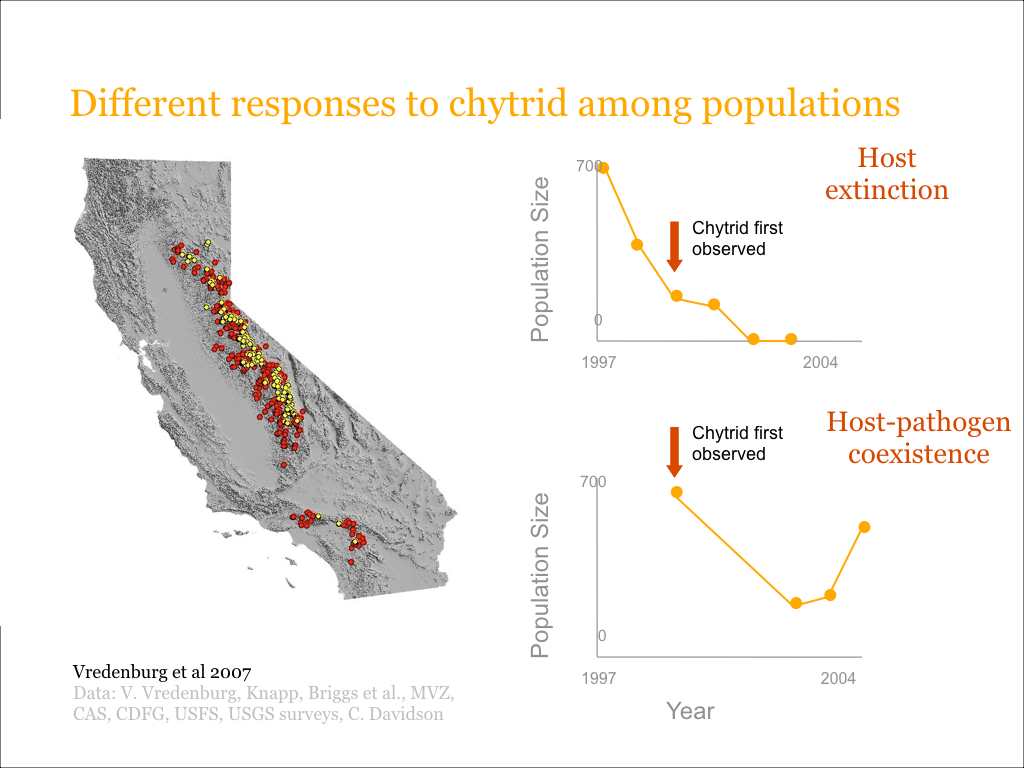 Different responses to chytrid among populations
Host
extinction
700
Chytrid first
observed
Population Size
0
1997
2004
Host-pathogen
coexistence
Chytrid first
observed
700
Population Size
0
1997
2004
Year
Vredenburg et al 2007
Data: V. Vredenburg, Knapp, Briggs et al., MVZ,
CAS, CDFG, USFS, USGS surveys, C. Davidson